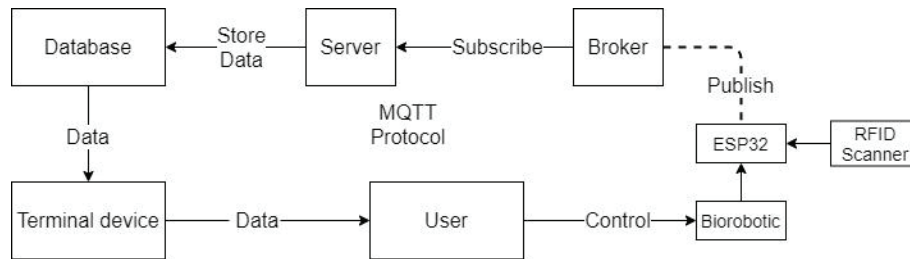 Database
Store
Data
Server
Subscribe
Broker
Publish
MQTT
Protocol
Data
ESP32
RFID
Scanner
Terminal device
Data
User
Control
Biorobotic